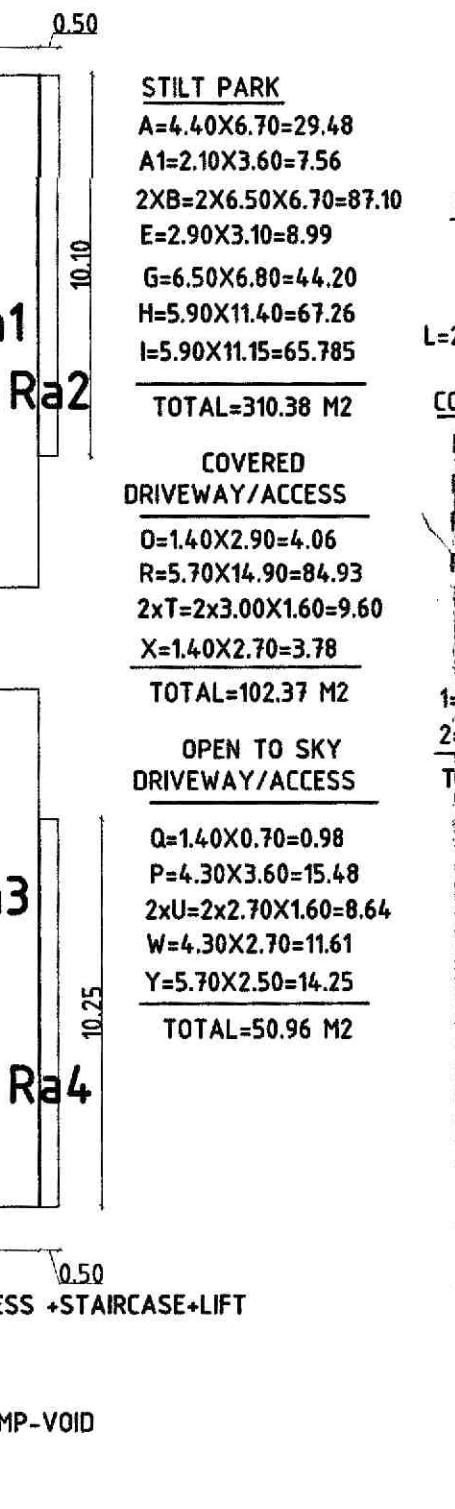 0.50
STILT PARK
A=4.40X6.70=29.48
A1=2.10X3.60=7.56
2XB=2X6.50X6.70=87.10
E=2.90X3.10=8.99
G=6.50X6.80=44.20
H=5.90X11.40=67.26
I=5.90X11.15=65.785
TOTAL=310.38 M2
10.10
Ra2
COVERED
DRIVEWAY/ACCESS
O=1.40X2.90=4.06
R=5.70X14.90=84.93
2xT=2x3.00X1.60=9.60
X=1.40X2.70=3.78
TOTAL=102.37 M2
OPEN TO SKY
DRIVEWAY/ACCESS
Q=1.40X0.70=0.98
P=4.30X3.60=15.48
2xU=2x2.70X1.60=8.64
W=4.30X2.70=11.61
Y=5.70X2.50=14.25
TOTAL=50.96 M2
10.25
Ra4
0.50
ESS +STAIRCASE+LIFT
MP-VOID